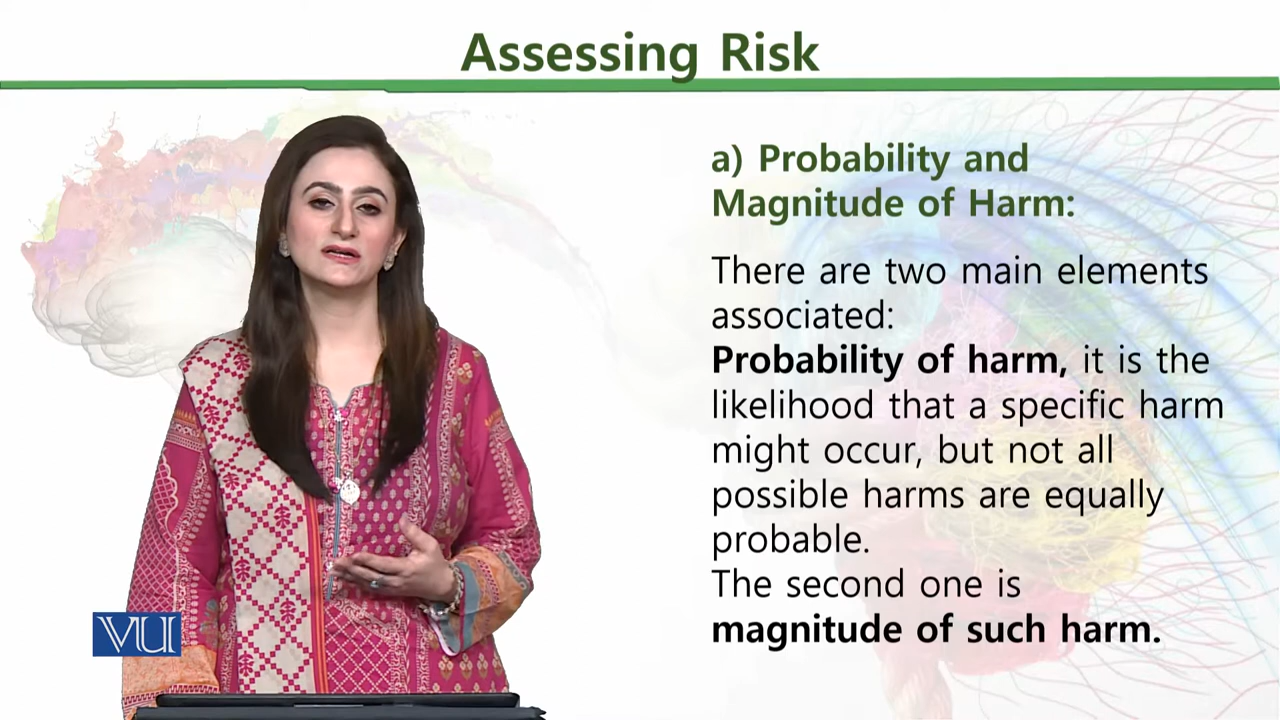 Assessing Risk
a) Probability and
Magnitude of Harm:
There are two main elements
associated:
Probability of harm, it is the
likelihood that a specific harm
might occur, but not all
possible harms are equally
probable.
The second one is
magnitude of such harm.
VU